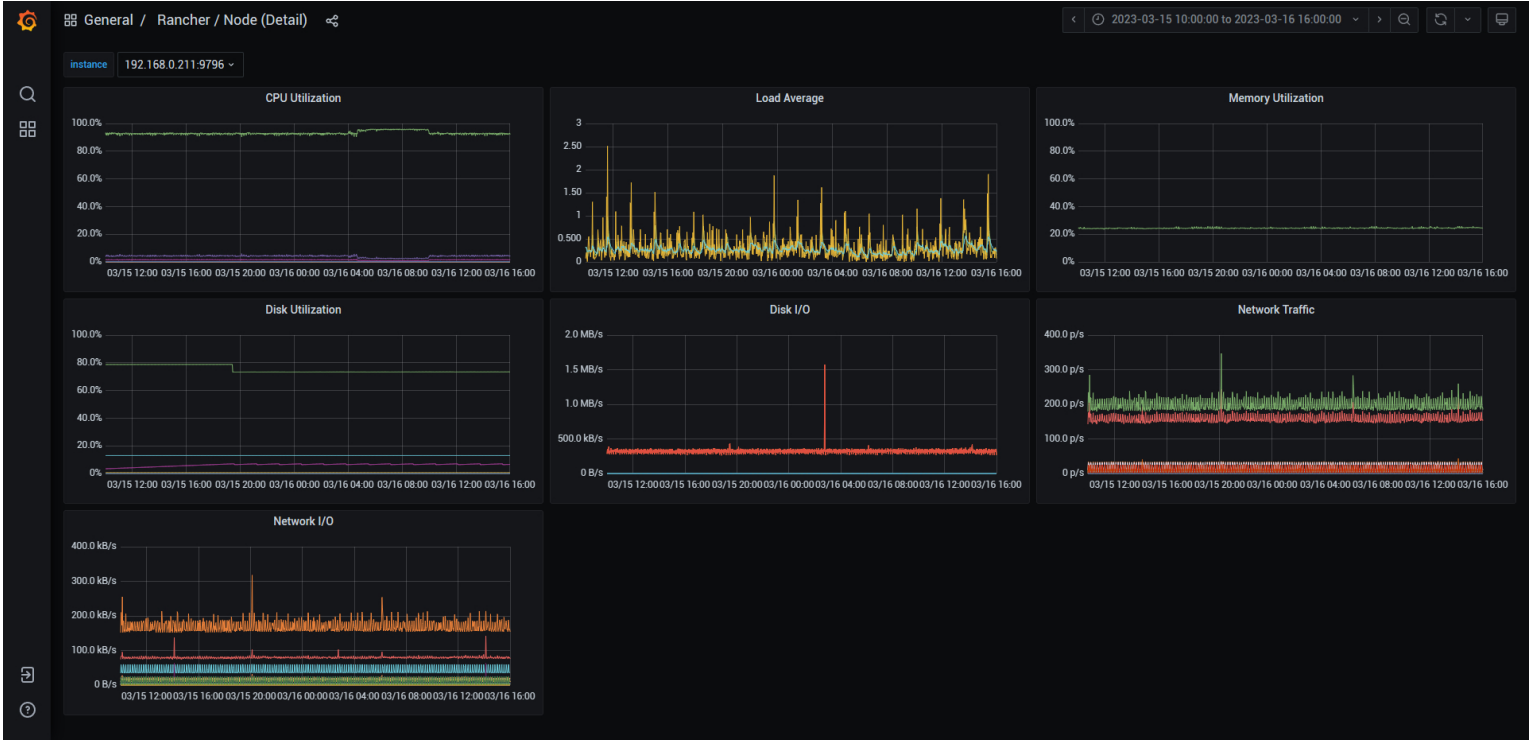 General / Rancher / Node (Detail)
2023-03-15 10:00:00 to 2023-03-16 16:00:00
instance 192.168.0.211:9796
CPU Utilization
100.0%
80.0%
60.0%
40.0%
20.0%
0%
03/15 12:00 03/15 16:00 03/15 20:00 03/16 00:00 03/16 04:00 03/16 08:00 03/16 12:00 03/16 16:00
Load Average
3
2.50
2
1.50
1
0.500
0
03/15 12:00 03/15 16:00 03/15 20:00 03/16 00:00 03/16 04:00 03/16 08:00 03/16 12:00 03/16 16:00
Memory Utilization
100.0%
80.0%
60.0%
40.0%
20.0%
0%
03/15 12:00 03/15 16:00 03/15 20:00 03/16 00:00 03/16 04:00 03/16 08:00 03/16 12:00 03/16 16:00
Disk Utilization
100.0%
80.0%
60.0%
40.0%
20.0%
0%
03/15 12:00 03/15 16:00 03/15 20:00 03/16 00:00 03/16 04:00 03/16 08:00 03/16 12:00 03/16 16:00
Disk I/O
2.0 MB/s
1.5 MB/s
1.0 MB/s
500.0 kB/s
0 B/s
03/15 12:00 03/15 16:00 03/15 20:00 03/16 00:00 03/16 04:00 03/16 08:00 03/16 12:00 03/16 16:00
Network Traffic
400.0 p/s
300.0 p/s
200.0 p/s
100.0 p/s
0 p/s
03/15 12:00 03/15 16:00 03/15 20:00 03/16 00:00 03/16 04:00 03/16 08:00 03/16 12:00 03/16 16:00
Network I/O
400.0 kB/s
300.0 kB/s
200.0 kB/s
100.0 kB/s
0 B/s
03/15 12:00 03/15 16:00 03/15 20:00 03/16 00:00 03/16 04:00 03/16 08:00 03/16 12:00 03/16 16:00